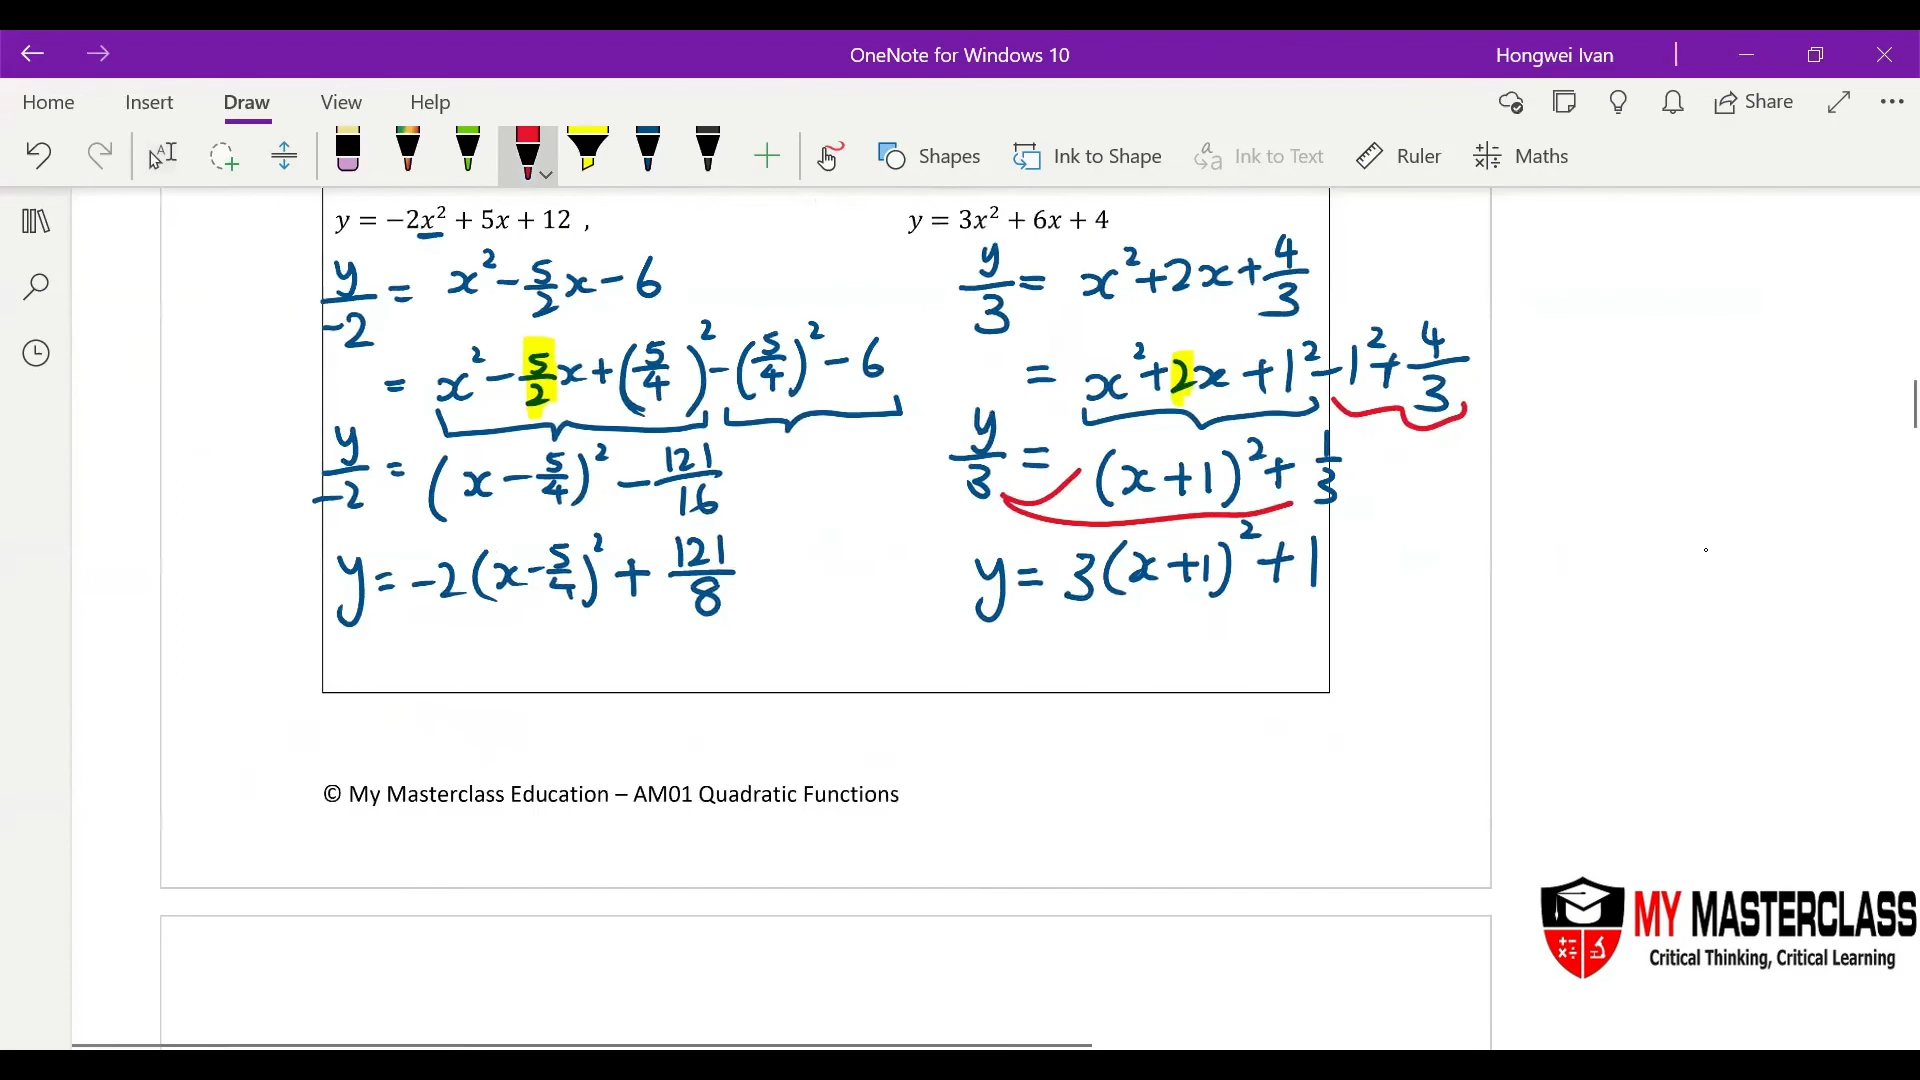 OneNote for Windows 10
Hongwei Ivan
Home Insert Draw View Help
Share
Shapes Ink to Shape Ink to Text Ruler Maths
y = −2x² + 5x + 12 ,
y/−2 = x² − 5/2 x − 6
= x² − 5/2 x + (5/4)² − (5/4)² − 6
y/−2 = (x − 5/4)² − 121/16
y = −2(x − 5/4)² + 121/8
y = 3x² + 6x + 4
y/3 = x² + 2x + 4/3
= x² + 2x + 1² − 1² + 4/3
y/3 = (x + 1)² + 1/3
y = 3(x + 1)² + 1
© My Masterclass Education – AM01 Quadratic Functions
MY MASTERCLASS
Critical Thinking, Critical Learning